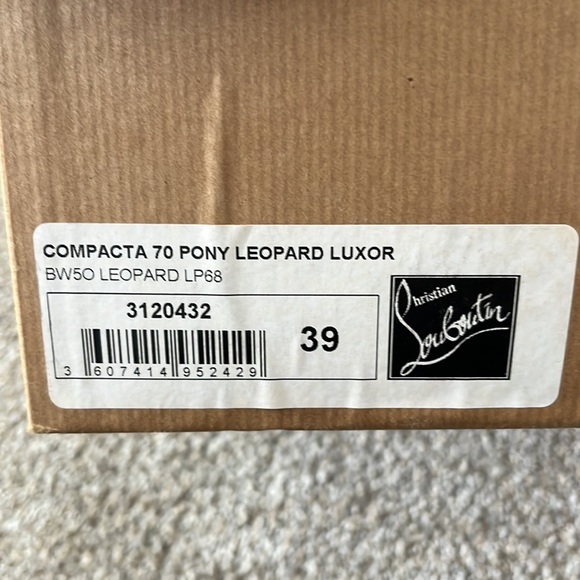 COMPACTA 70 PONY LEOPARD LUXOR
BW5O LEOPARD LP68
3120432
39
3 607414 952429
Christian
Louboutin